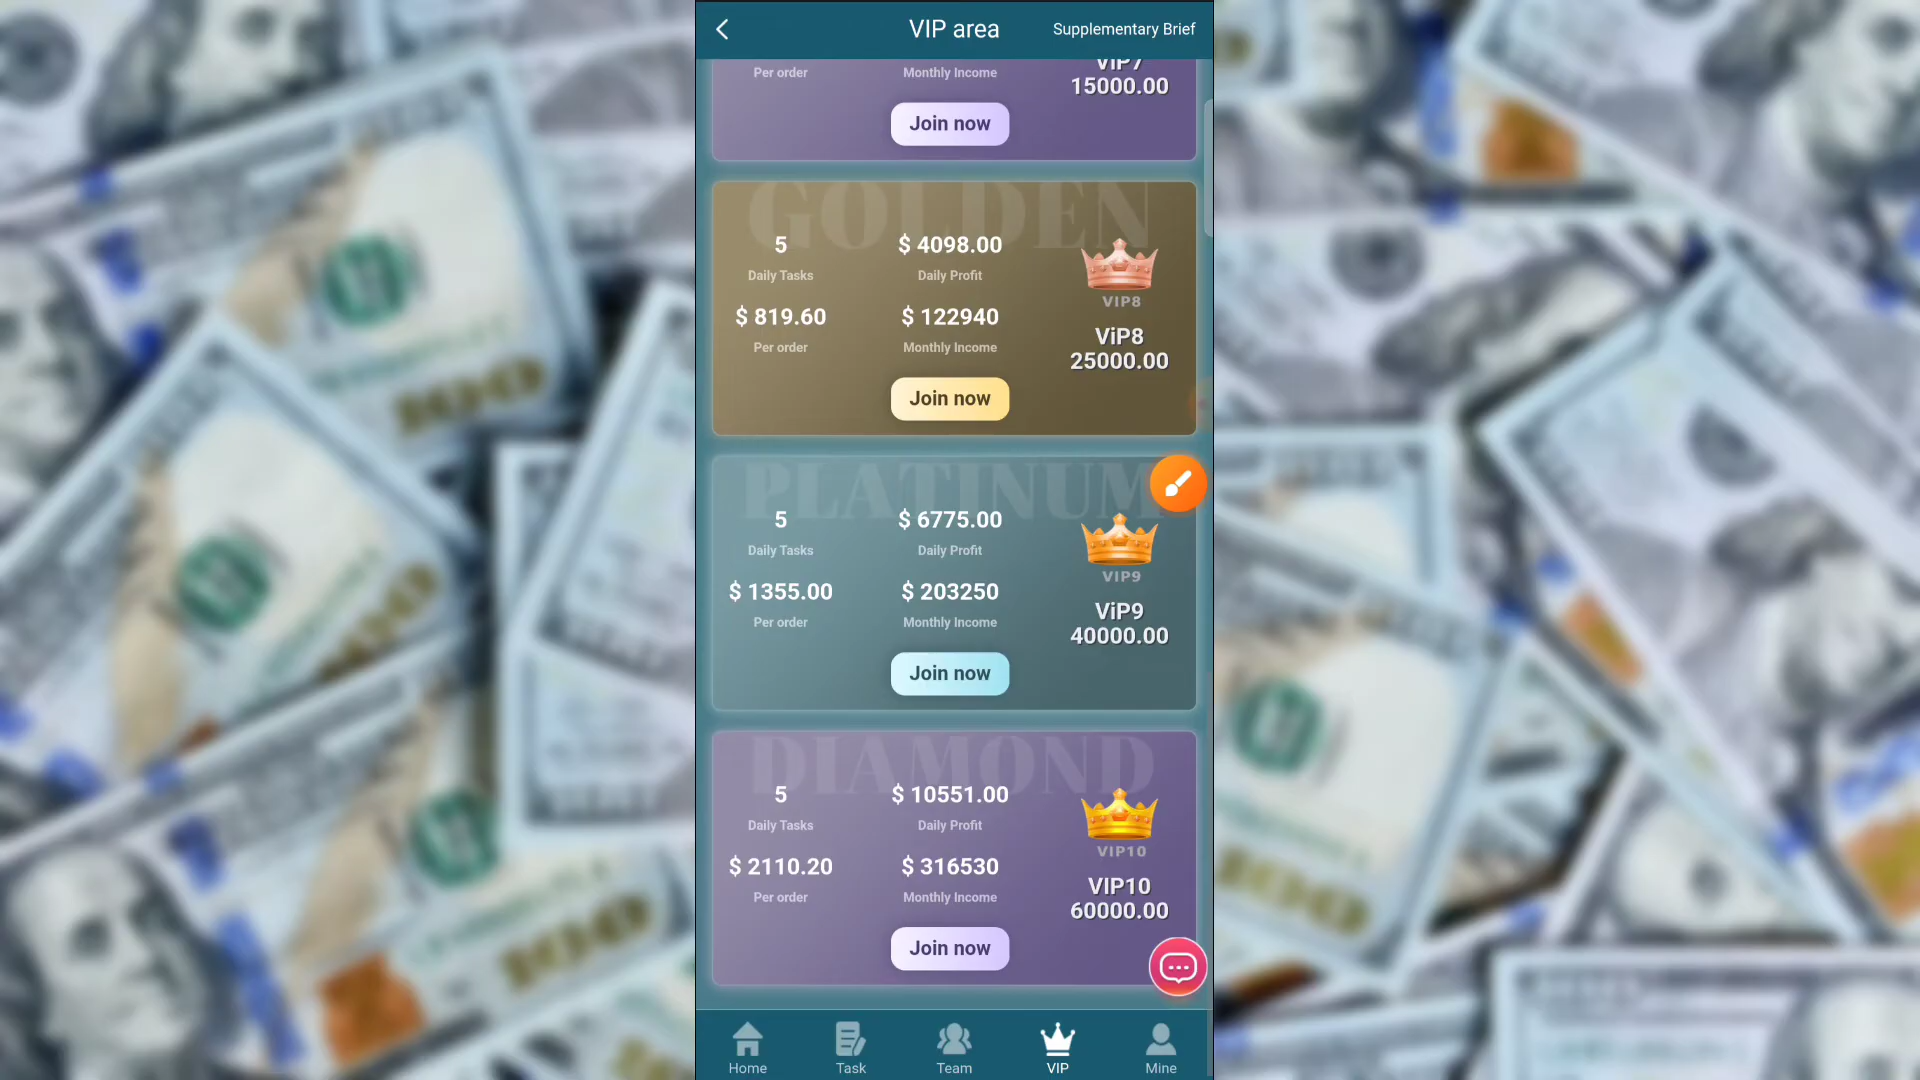 VIP area
Supplementary Brief
Per order
Monthly Income
ViP7
15000.00
Join now
GOLDEN
5
$ 4098.00
Daily Tasks
Daily Profit
VIP8
$ 819.60
$ 122940
Per order
Monthly Income
ViP8
25000.00
Join now
PLATINUM
5
$ 6775.00
Daily Tasks
Daily Profit
VIP9
$ 1355.00
$ 203250
Per order
Monthly Income
ViP9
40000.00
Join now
DIAMOND
5
$ 10551.00
Daily Tasks
Daily Profit
VIP10
$ 2110.20
$ 316530
Per order
Monthly Income
VIP10
60000.00
Join now
Home
Task
Team
VIP
Mine